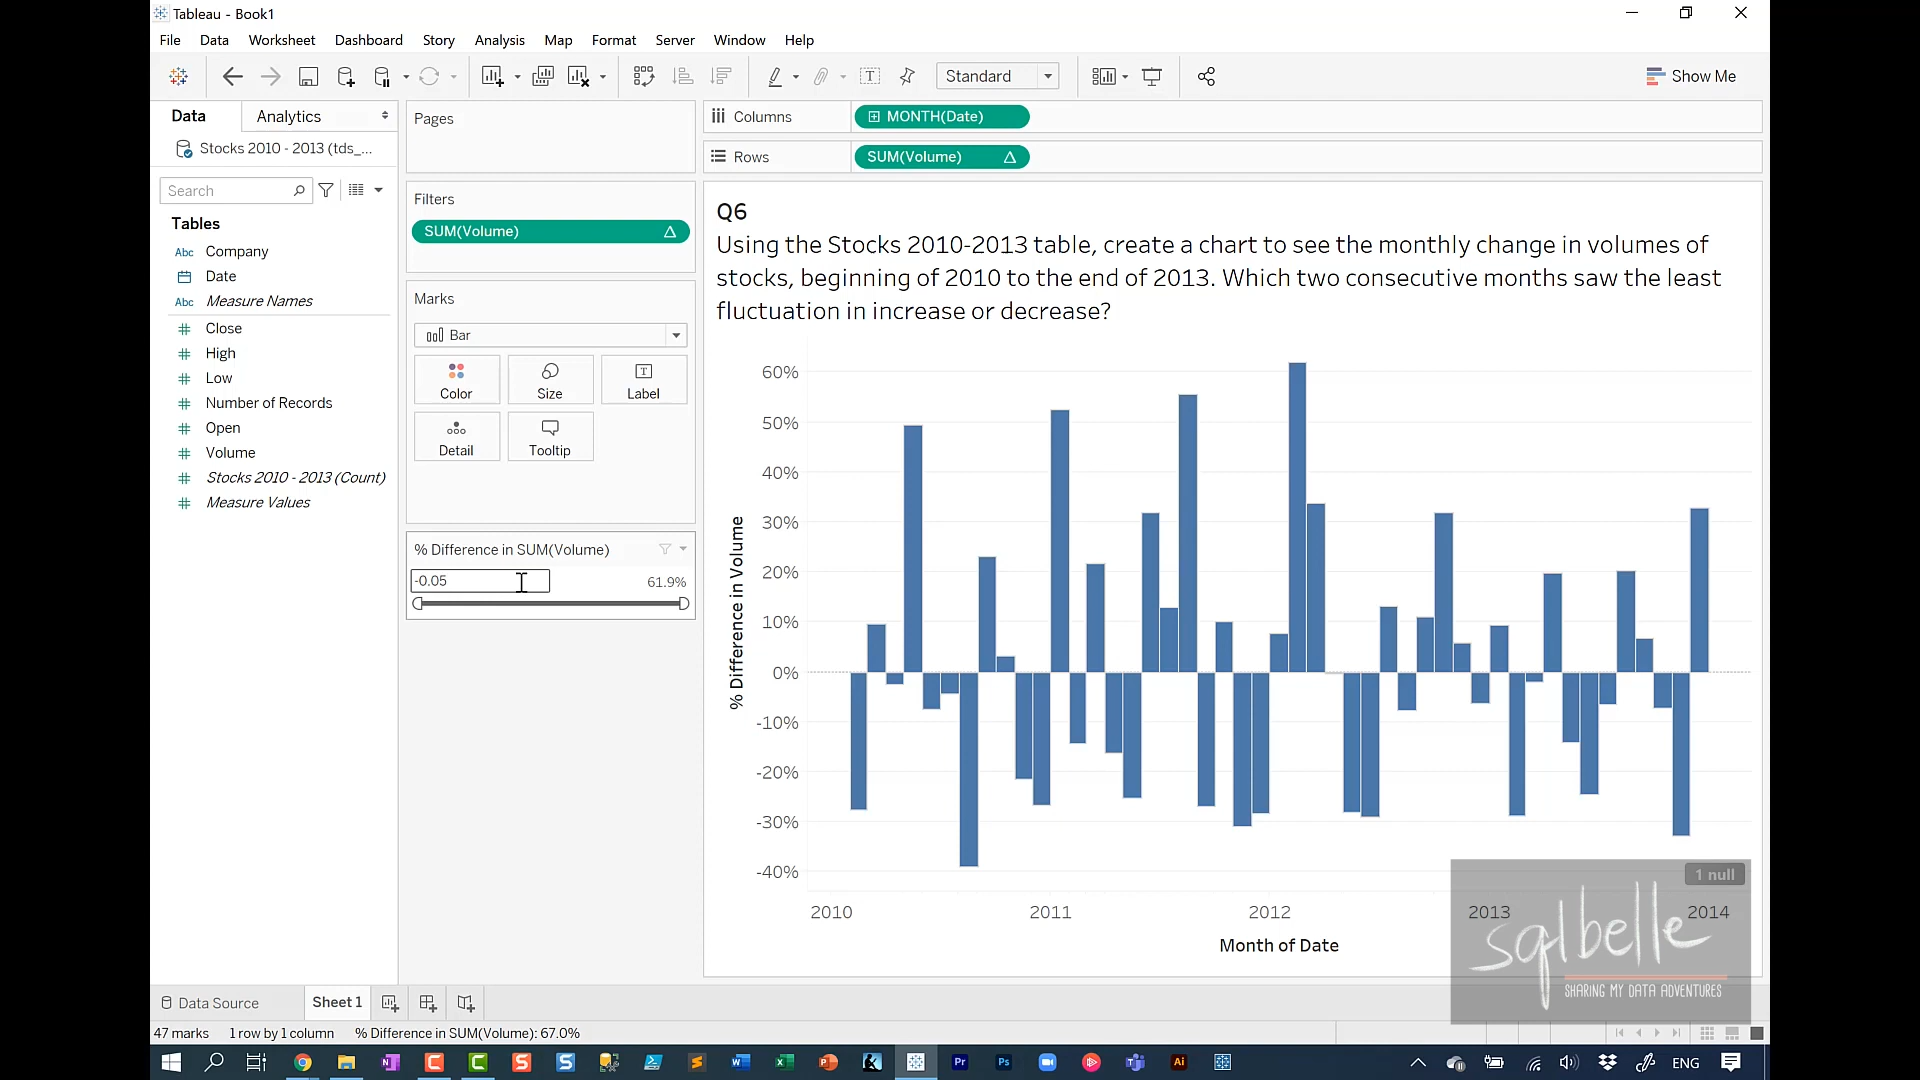 Tableau - Book1
File Data Worksheet Dashboard Story Analysis Map Format Server Window Help
Standard
Show Me
Data
Analytics
Stocks 2010 - 2013 (tds_...
Search
Tables
Abc Company
Date
Abc Measure Names
Close
High
Low
Number of Records
Open
Volume
Stocks 2010 - 2013 (Count)
Measure Values
Pages
Filters
SUM(Volume)
Marks
Bar
Color
Size
Label
Detail
Tooltip
% Difference in SUM(Volume)
-0.05
61.9%
Columns
MONTH(Date)
Rows
SUM(Volume)
Q6
Using the Stocks 2010-2013 table, create a chart to see the monthly change in volumes of
stocks, beginning of 2010 to the end of 2013. Which two consecutive months saw the least
fluctuation in increase or decrease?
% Difference in Volume
60%
50%
40%
30%
20%
10%
0%
-10%
-20%
-30%
-40%
1 null
2010 2011 2012 2013 2014
Month of Date
sqlbelle
SHARING MY DATA ADVENTURES
Data Source
Sheet 1
47 marks 1 row by 1 column % Difference in SUM(Volume): 67.0%
Pr
Ps
Ai
ENG